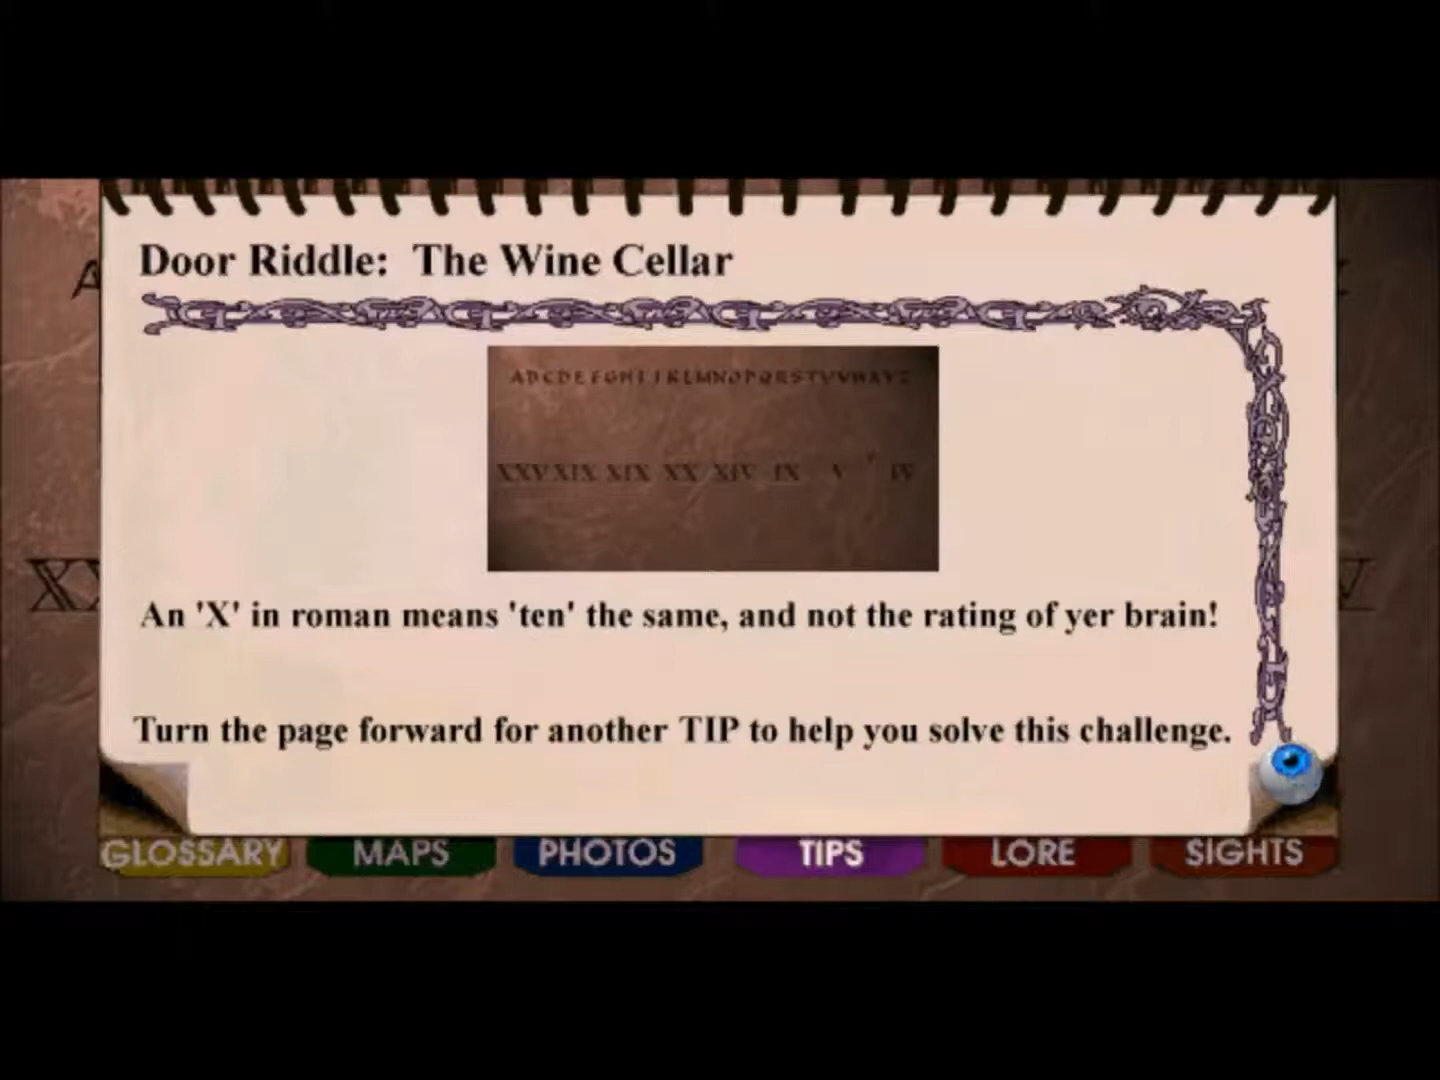 Door Riddle: The Wine Cellar
XXV XIX XIX XX XIV IX V IV
An 'X' in roman means 'ten' the same, and not the rating of yer brain!
Turn the page forward for another TIP to help you solve this challenge.
GLOSSARY MAPS PHOTOS TIPS LORE SIGHTS